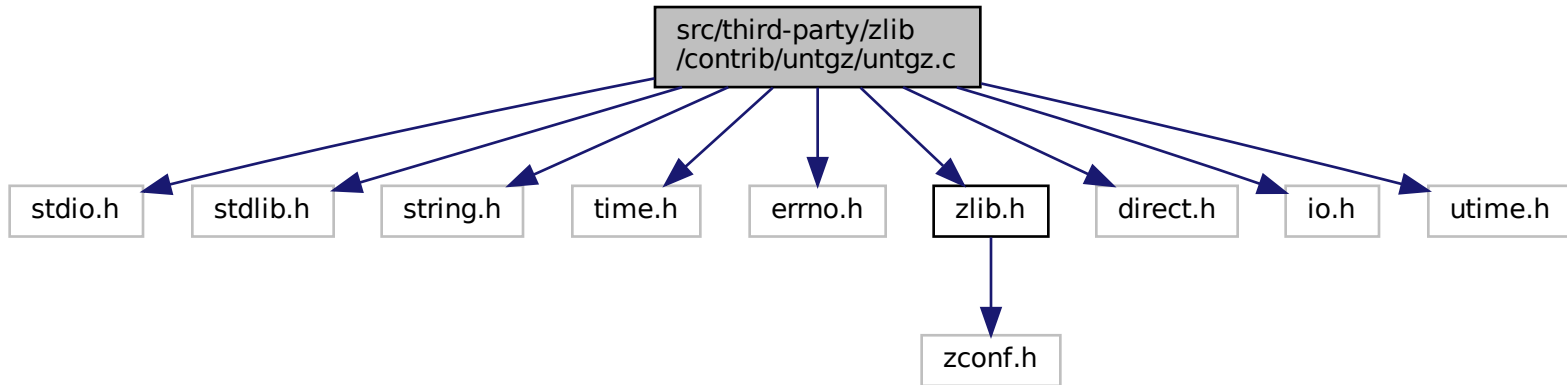 src/third-party/zlib
/contrib/untgz/untgz.c
stdio.h
stdlib.h
string.h
time.h
errno.h
zlib.h
direct.h
io.h
utime.h
zconf.h